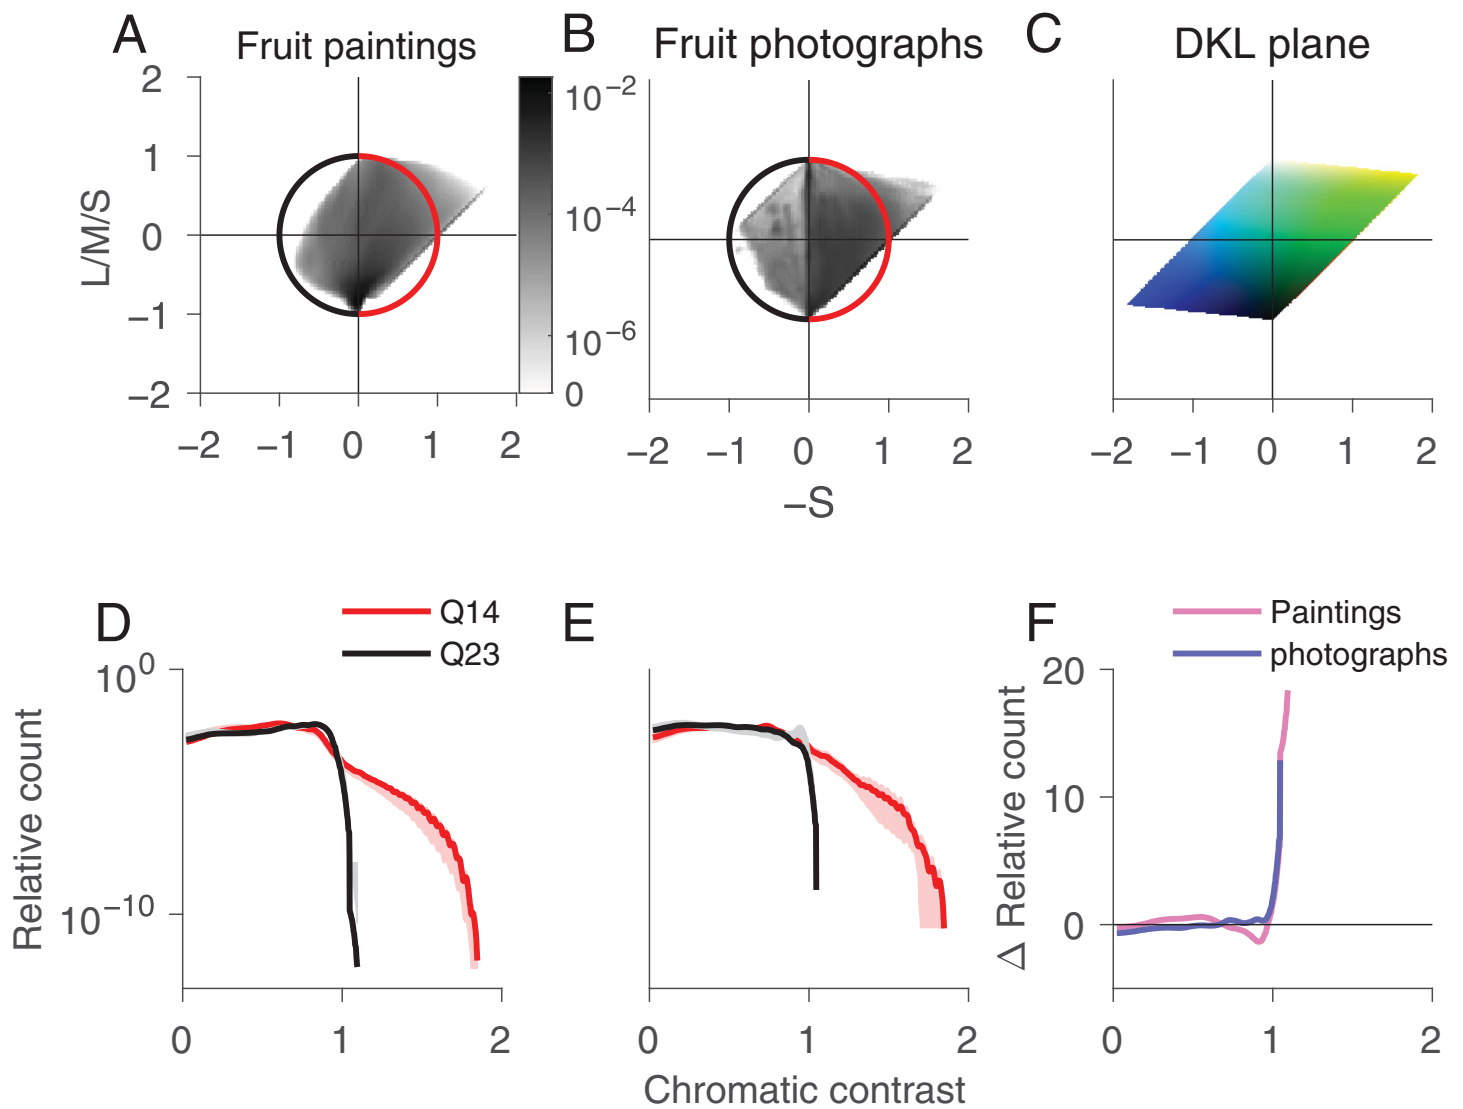 A Fruit paintings
B Fruit photographs
C DKL plane
L/M/S
2
1
0
−1
−2
−2 −1 0 1 2
10−2
10−4
10−6
0
−2 −1 0 1 2
−S
−2 −1 0 1 2
D
Q14
Q23
Relative count
100
10−10
0 1 2
E
0 1 2
Chromatic contrast
F
Paintings
photographs
Δ Relative count
20
10
0
0 1 2